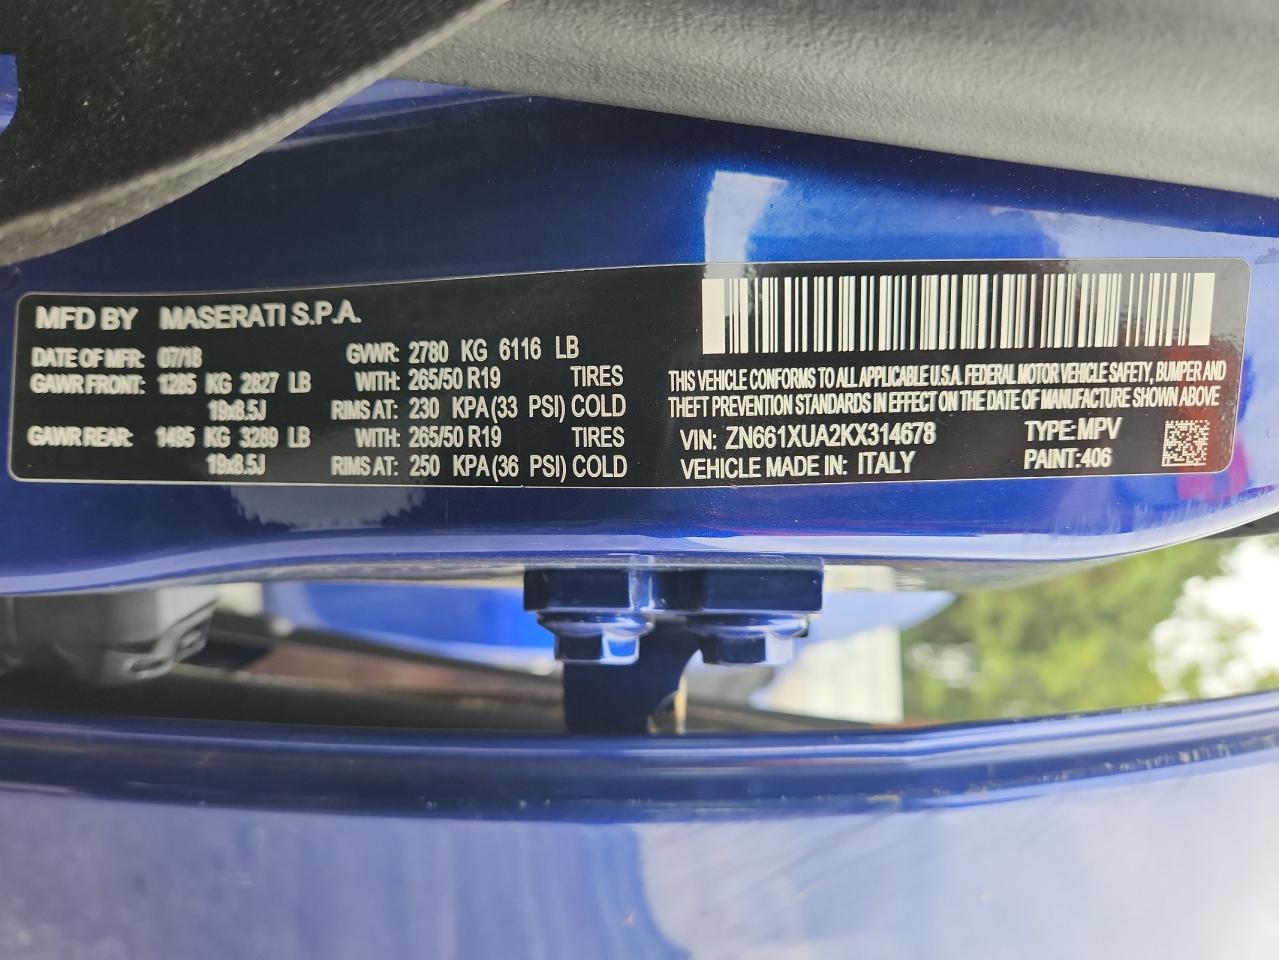 MFD BY MASERATI S.P.A.
DATE OF MFR: 07/18 GVWR: 2780 KG 6116 LB
GAWR FRONT: 1285 KG 2827 LB WITH: 265/50 R19 TIRES
19x8.5J RIMS AT: 230 KPA (33 PSI) COLD
GAWR REAR: 1495 KG 3289 LB WITH: 265/50 R19 TIRES
19x8.5J RIMS AT: 250 KPA (36 PSI) COLD
THIS VEHICLE CONFORMS TO ALL APPLICABLE U.S.A. FEDERAL MOTOR VEHICLE SAFETY, BUMPER AND
THEFT PREVENTION STANDARDS IN EFFECT ON THE DATE OF MANUFACTURE SHOWN ABOVE
VIN: ZN661XUA2KX314678 TYPE:MPV
VEHICLE MADE IN: ITALY PAINT:406